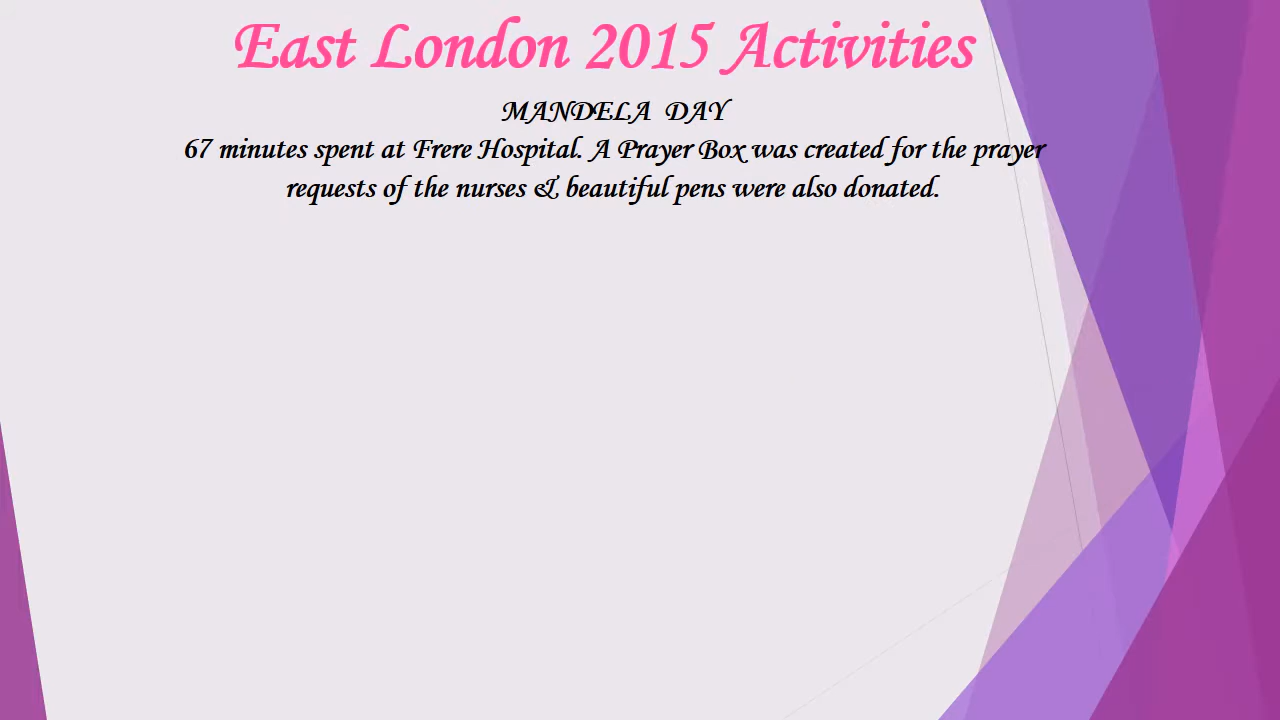 East London 2015 Activities
MANDELA DAY
67 minutes spent at Frere Hospital. A Prayer Box was created for the prayer
requests of the nurses & beautiful pens were also donated.